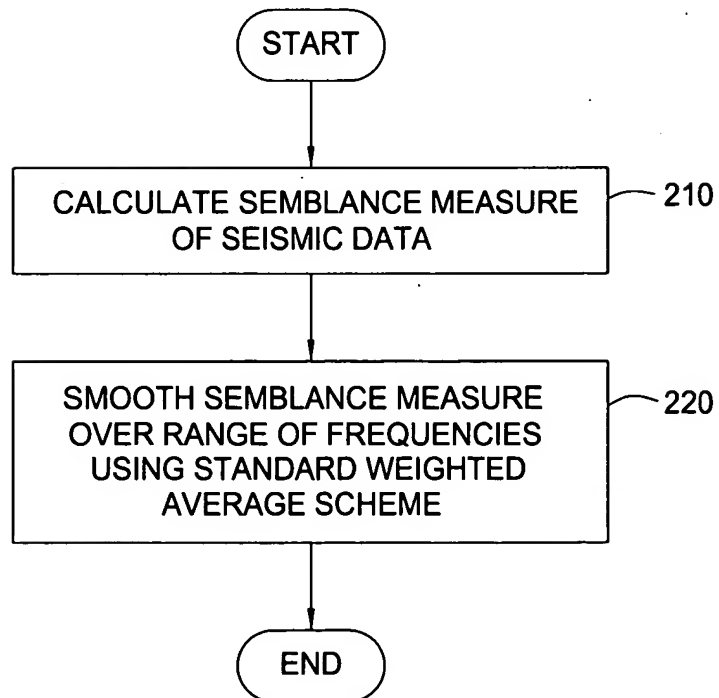 START
CALCULATE SEMBLANCE MEASURE
OF SEISMIC DATA
210
SMOOTH SEMBLANCE MEASURE
OVER RANGE OF FREQUENCIES
USING STANDARD WEIGHTED
AVERAGE SCHEME
220
END